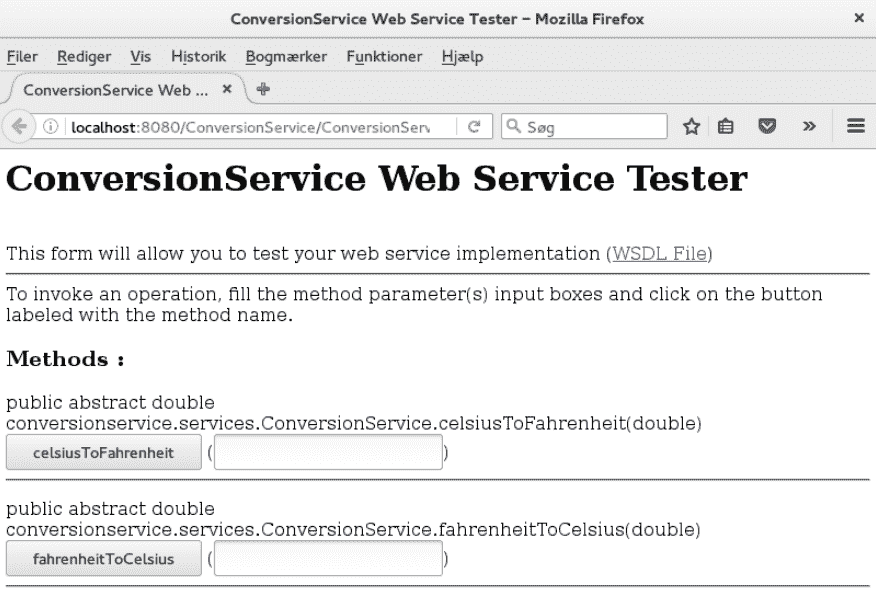 ConversionService Web Service Tester – Mozilla Firefox
Filer Rediger Vis Historik Bogmærker Funktioner Hjælp
ConversionService Web ...
localhost:8080/ConversionService/ConversionServ
Søg
ConversionService Web Service Tester
This form will allow you to test your web service implementation (WSDL File)
To invoke an operation, fill the method parameter(s) input boxes and click on the button
labeled with the method name.
Methods :
public abstract double
conversionservice.services.ConversionService.celsiusToFahrenheit(double)
celsiusToFahrenheit ( )
public abstract double
conversionservice.services.ConversionService.fahrenheitToCelsius(double)
fahrenheitToCelsius ( )